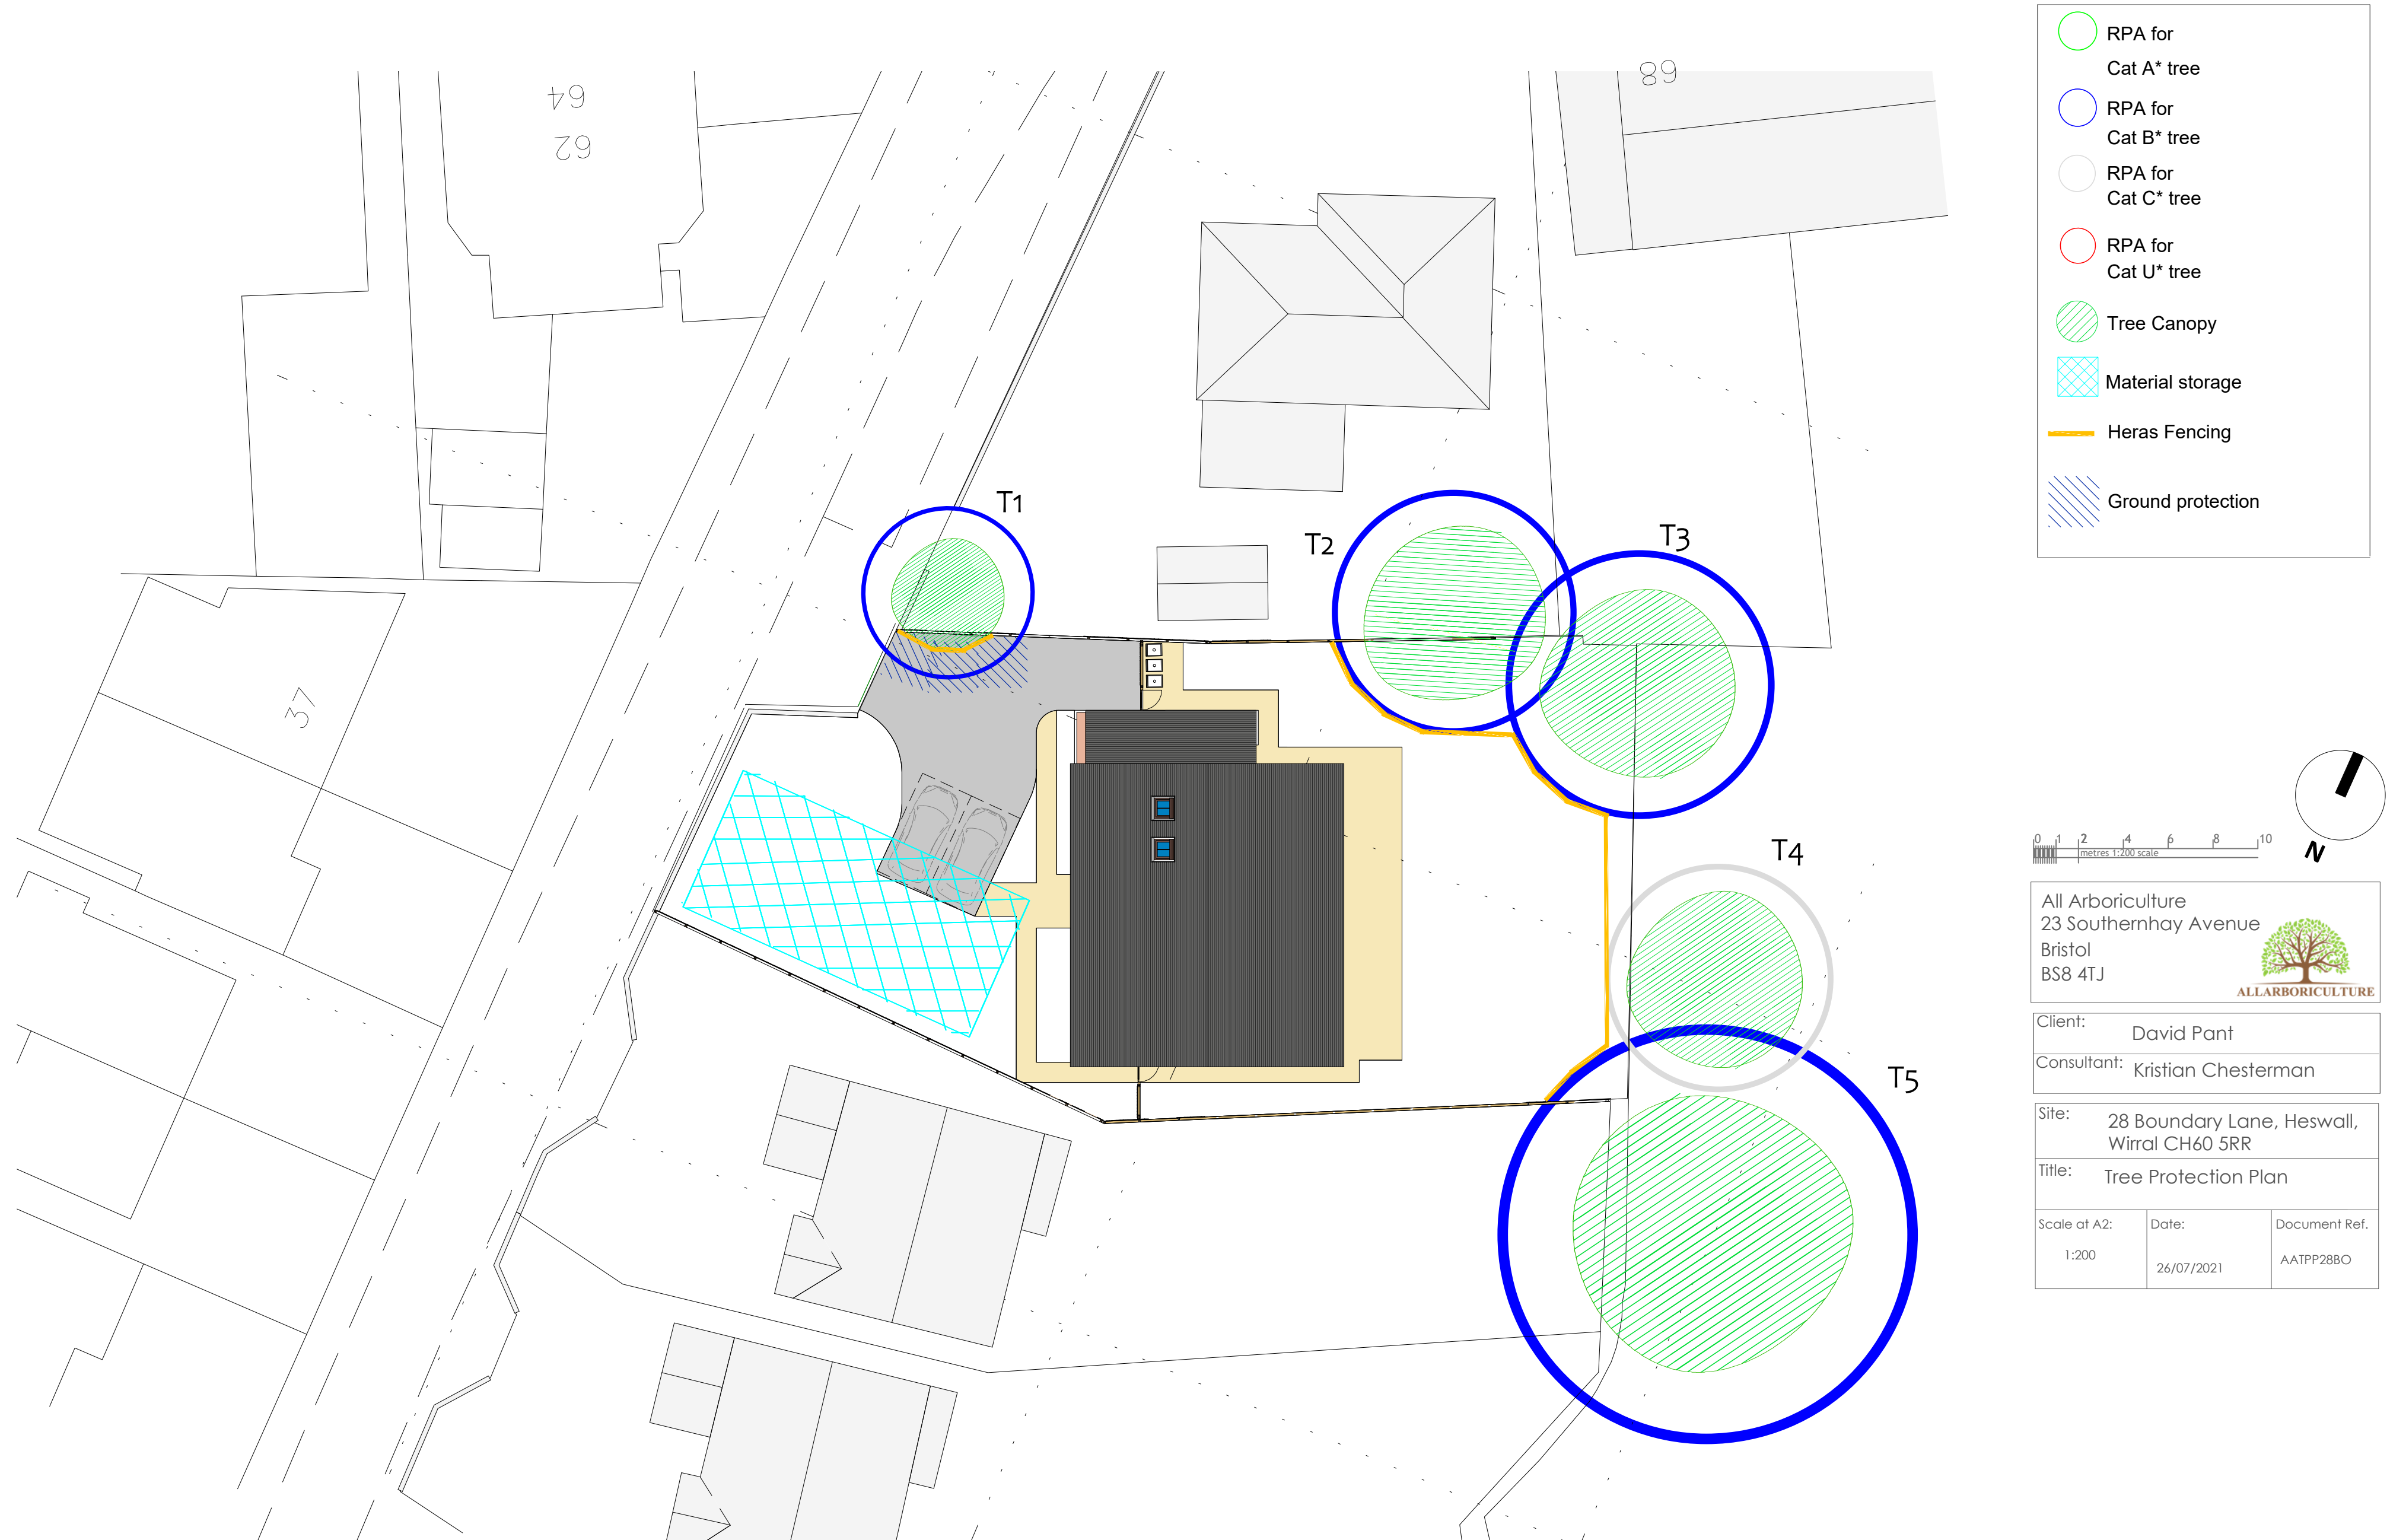 64
62
68
37
T1
T2
T3
T4
T5
RPA for
Cat A* tree
RPA for
Cat B* tree
RPA for
Cat C* tree
RPA for
Cat U* tree
Tree Canopy
Material storage
Heras Fencing
Ground protection
N
0 1 2 4 6 8 10
metres 1:200 scale
All Arboriculture
23 Southernhay Avenue
Bristol
BS8 4TJ
ALLARBORICULTURE
Client: David Pant
Consultant: Kristian Chesterman
Site: 28 Boundary Lane, Heswall,
Wirral CH60 5RR
Title: Tree Protection Plan
Scale at A2: Date: Document Ref.
1:200 26/07/2021 AATPP28BO